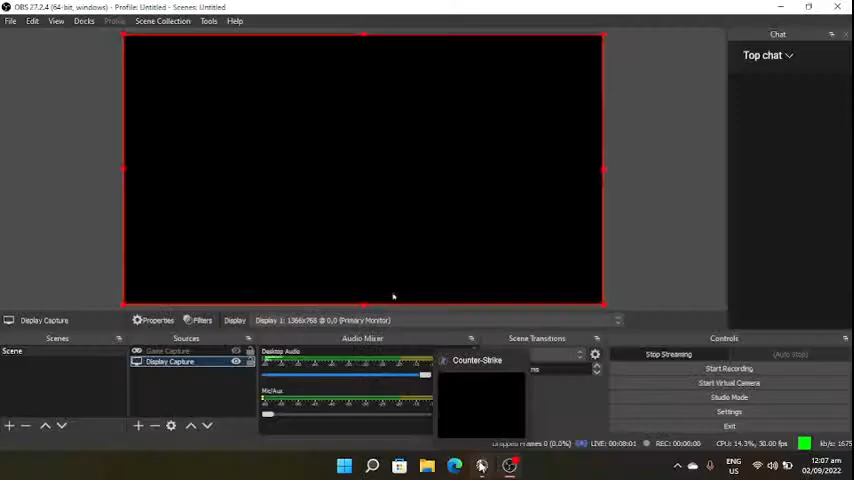 OBS 27.2.4 (64-bit, windows) - Profile: Untitled - Scenes: Untitled
File Edit View Docks Profile Scene Collection Tools Help
Chat
Top chat
Display Capture Properties Filters Display Display 1: 1366x768 @ 0,0 (Primary Monitor)
Scenes Sources Audio Mixer Scene Transitions Controls
Scene
Game Capture
Display Capture
Desktop Audio
Mic/Aux
Counter-Strike
ms
Stop Streaming (Auto Stop)
Start Recording
Start Virtual Camera
Studio Mode
Settings
Exit
Dropped Frames 0 (0.0%) LIVE: 00:08:01 REC: 00:00:00 CPU: 14.3%, 30.00 fps kb/s: 1675
ENG
US
12:07 am
02/09/2022